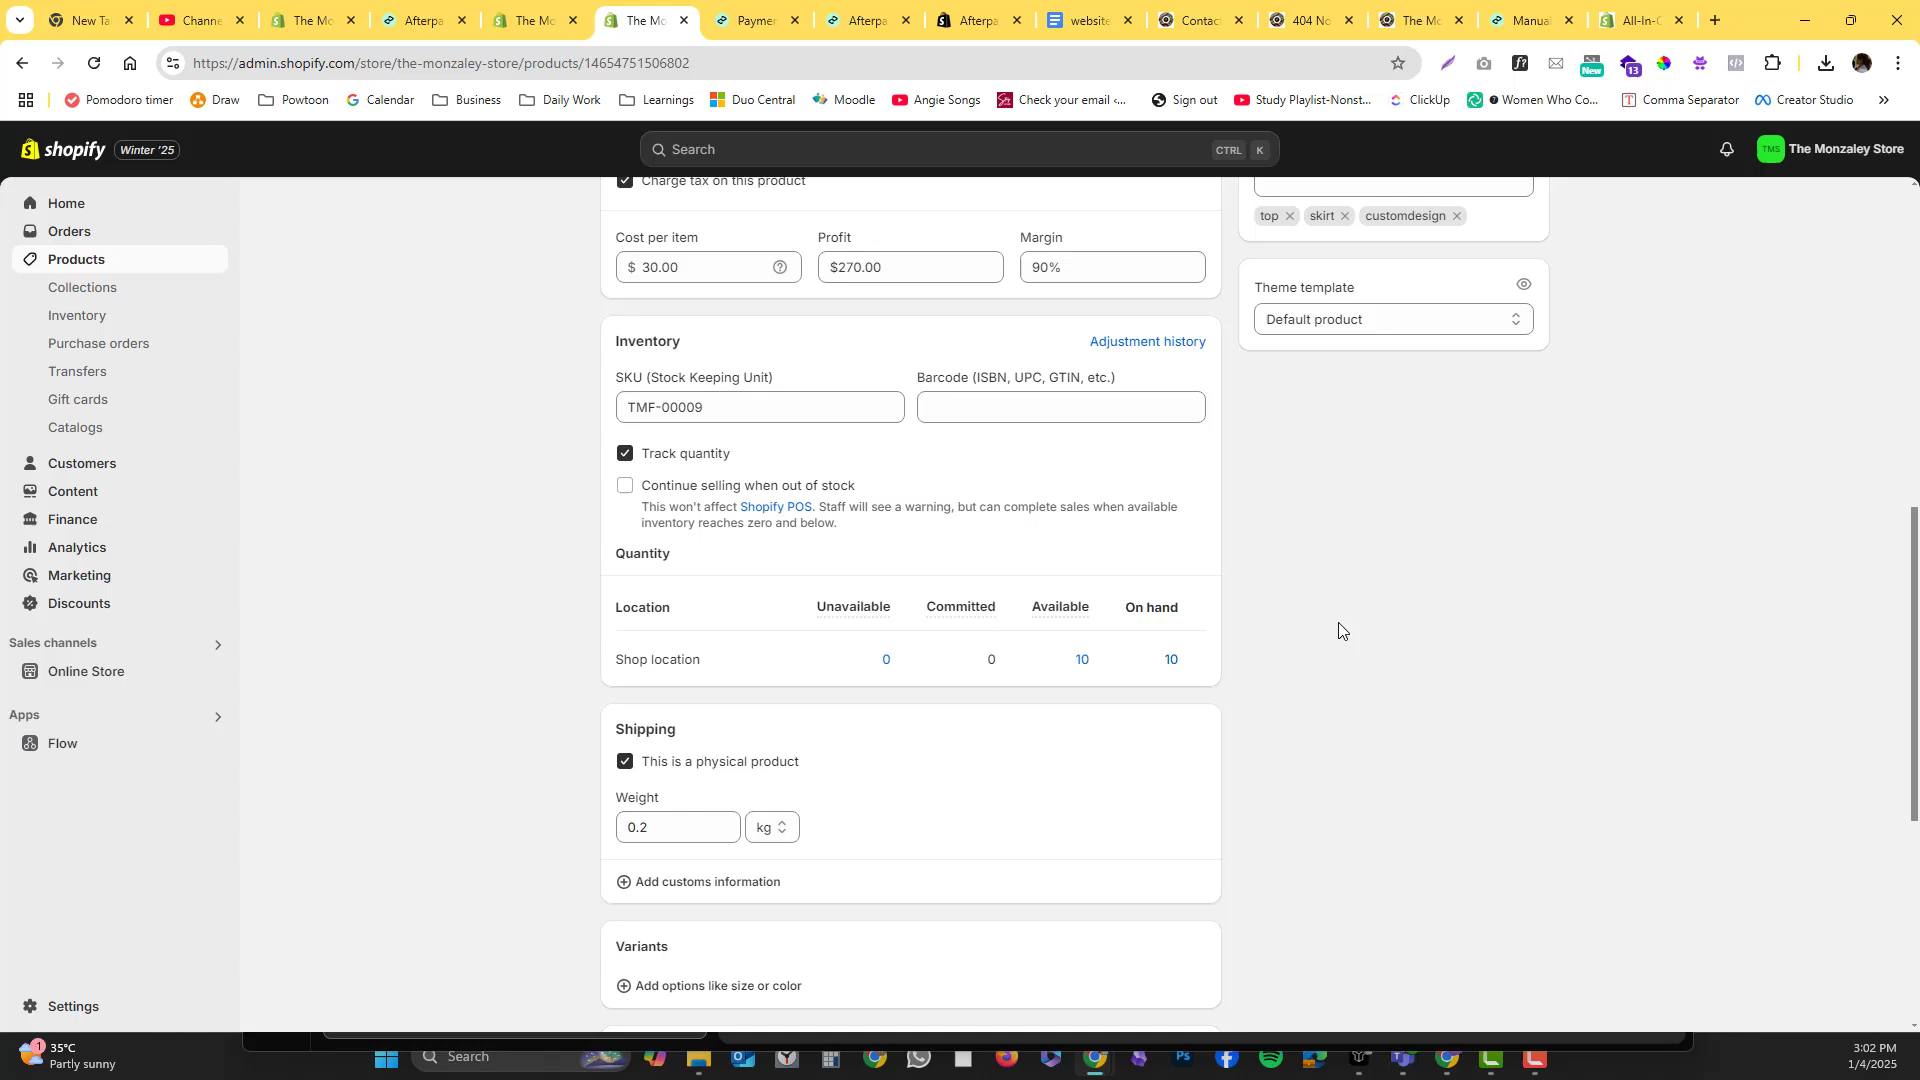 New Ta
Channe
The Mo
Afterpa
The Mo
The Mo
Paymen
Afterpa
Afterpa
website
Contac
404 No
The Mo
Manual
All-In-O
https://admin.shopify.com/store/the-monzaley-store/products/14654751506802
New
13
Pomodoro timer
Draw
Powtoon
Calendar
Business
Daily Work
Learnings
Duo Central
Moodle
Angie Songs
Check your email <...
Sign out
Study Playlist-Nonst...
ClickUp
Women Who Co...
Comma Separator
Creator Studio
shopify
Winter '25
Search
CTRL
K
TMS
The Monzaley Store
Home
Orders
Products
Collections
Inventory
Purchase orders
Transfers
Gift cards
Catalogs
Customers
Content
Finance
Analytics
Marketing
Discounts
Sales channels
Online Store
Apps
Flow
Settings
Charge tax on this product
Cost per item
Profit
Margin
$ 30.00
$270.00
90%
Inventory
Adjustment history
SKU (Stock Keeping Unit)
Barcode (ISBN, UPC, GTIN, etc.)
TMF-00009
Track quantity
Continue selling when out of stock
This won't affect Shopify POS. Staff will see a warning, but can complete sales when available
inventory reaches zero and below.
Quantity
Location
Unavailable
Committed
Available
On hand
Shop location
0
0
10
10
Shipping
This is a physical product
Weight
0.2
kg
Add customs information
Variants
Add options like size or color
top
skirt
customdesign
Theme template
Default product
1
35°C
Partly sunny
Search
3:02 PM
1/4/2025